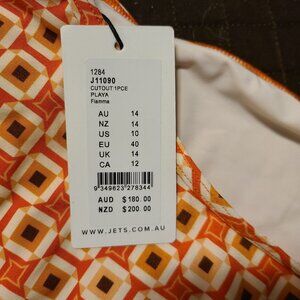 1284
J11090
CUTOUT 1PCE
PLAYA
Fiamma
AU 14
NZ 14
US 10
EU 40
UK 14
CA 12
9 349623 278344
AUD $180.00
NZD $200.00
WWW.JETS.COM.AU